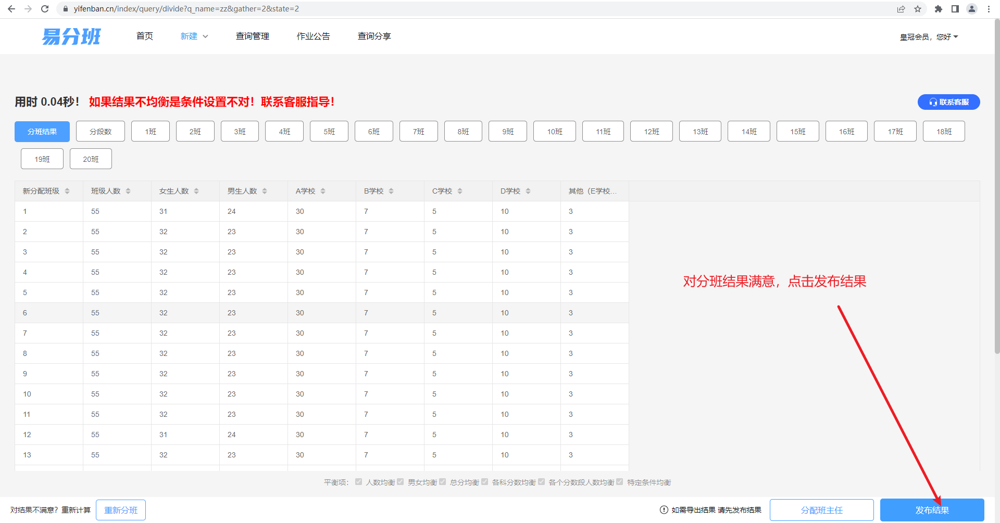 yifenban.cn/index/query/divide?q_name=zz&gather=2&state=2
易分班 首页 新建 查询管理 作业公告 查询分享 皇冠会员，您好
用时 0.04秒！ 如果结果不均衡是条件设置不对！联系客服指导！ 联系客服
分班结果 分段数 1班 2班 3班 4班 5班 6班 7班 8班 9班 10班 11班 12班 13班 14班 15班 16班 17班 18班
19班 20班
新分配班级 班级人数 女生人数 男生人数 A学校 B学校 C学校 D学校 其他（E学校...
1 55 31 24 30 7 5 10 3
2 55 32 23 30 7 5 10 3
3 55 32 23 30 7 5 10 3
4 55 32 23 30 7 5 10 3
5 55 32 23 30 7 5 10 3
6 55 32 23 30 7 5 10 3
7 55 32 23 30 7 5 10 3
8 55 32 23 30 7 5 10 3
9 55 32 23 30 7 5 10 3
10 55 32 23 30 7 5 10 3
11 55 32 23 30 7 5 10 3
12 55 31 24 30 7 5 10 3
13 55 32 23 30 7 5 10 3
对分班结果满意，点击发布结果
平衡项： 人数均衡 男女均衡 总分均衡 各科分数均衡 各个分数段人数均衡 特定条件均衡
对结果不满意？重新计算 重新分班 如需导出结果 请先发布结果 分配班主任 发布结果